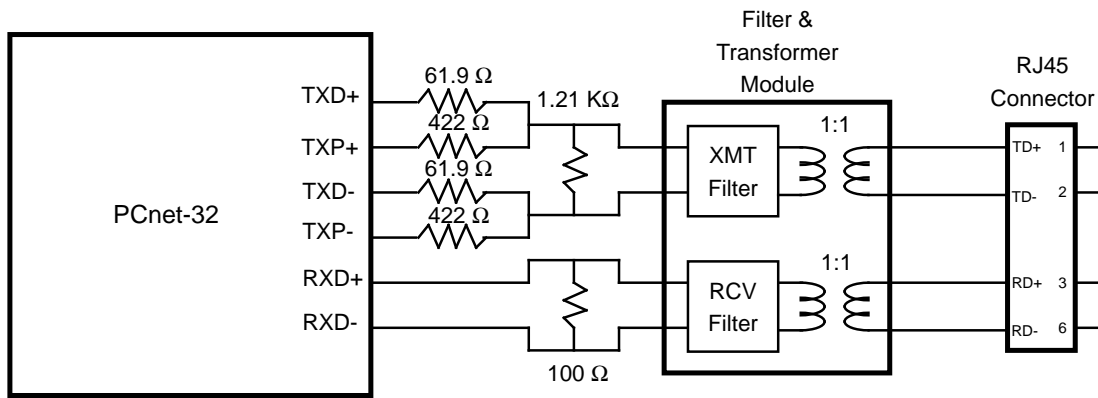 Filter &
Transformer
Module
RJ45
Connector
PCnet-32
TXD+
TXP+
TXD-
TXP-
RXD+
RXD-
61.9 Ω
422 Ω
61.9 Ω
422 Ω
1.21 KΩ
100 Ω
XMT
Filter
1:1
RCV
Filter
1:1
TD+ 1
TD- 2
RD+ 3
RD- 6